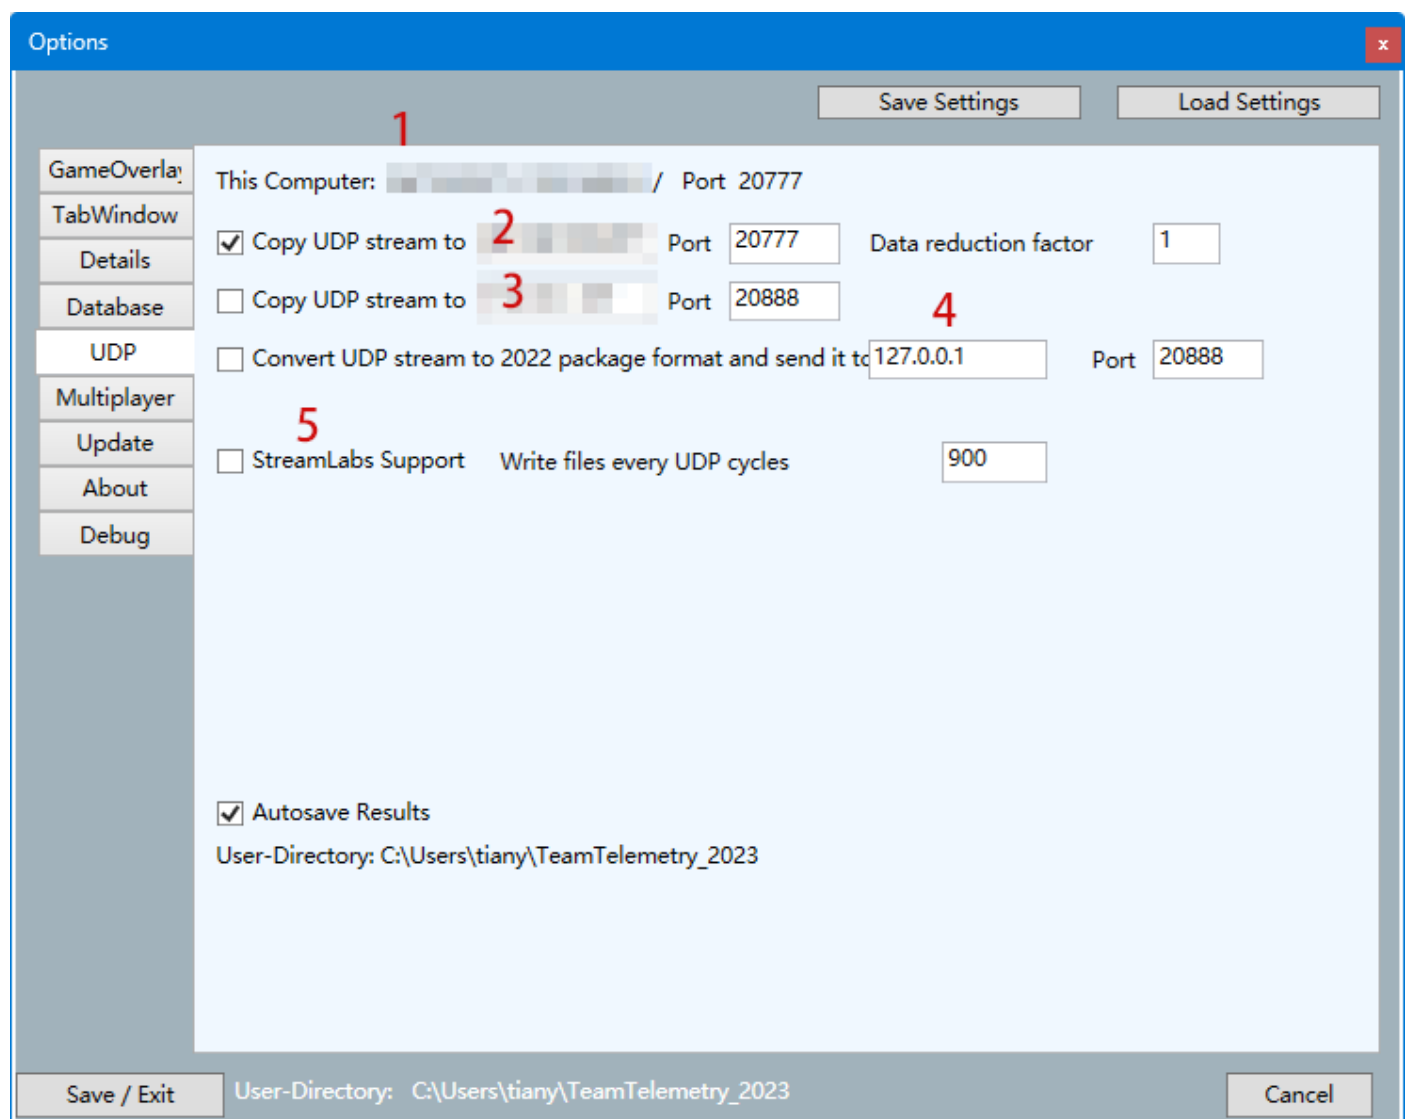 Options
x
Save Settings Load Settings
1
GameOverlay
TabWindow
Details
Database
UDP
Multiplayer
Update
About
Debug
This Computer: / Port 20777
2
Copy UDP stream to Port 20777 Data reduction factor 1
3
Copy UDP stream to Port 20888
4
Convert UDP stream to 2022 package format and send it to 127.0.0.1 Port 20888
5
StreamLabs Support Write files every UDP cycles 900
Autosave Results
User-Directory: C:\Users\tiany\TeamTelemetry_2023
Save / Exit User-Directory: C:\Users\tiany\TeamTelemetry_2023 Cancel